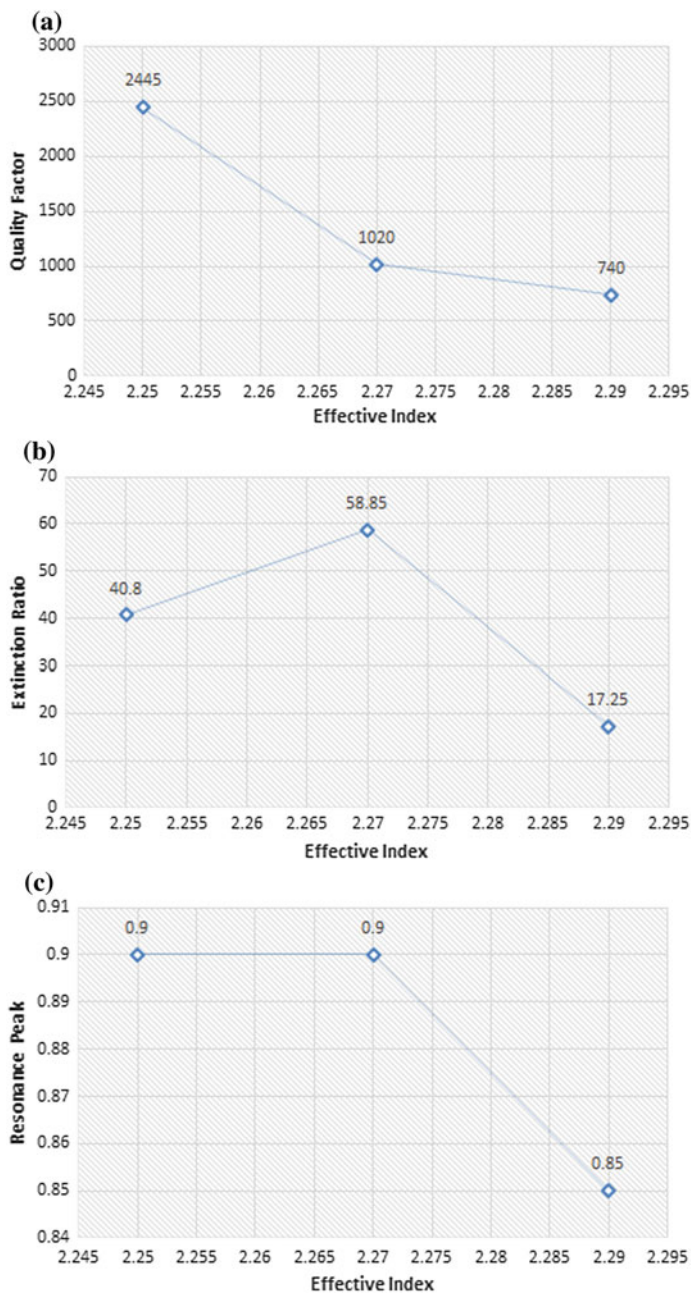 (a)
3000
2500
2000
1500
1000
500
0
Quality Factor
2445
1020
740
2.245 2.25 2.255 2.26 2.265 2.27 2.275 2.28 2.285 2.29 2.295
Effective Index
(b)
70
60
50
40
30
20
10
0
Extinction Ratio
40.8
58.85
17.25
2.245 2.25 2.255 2.26 2.265 2.27 2.275 2.28 2.285 2.29 2.295
Effective Index
(c)
0.91
0.9
0.89
0.88
0.87
0.86
0.85
0.84
Resonance Peak
0.9
0.9
0.85
2.245 2.25 2.255 2.26 2.265 2.27 2.275 2.28 2.285 2.29 2.295
Effective Index